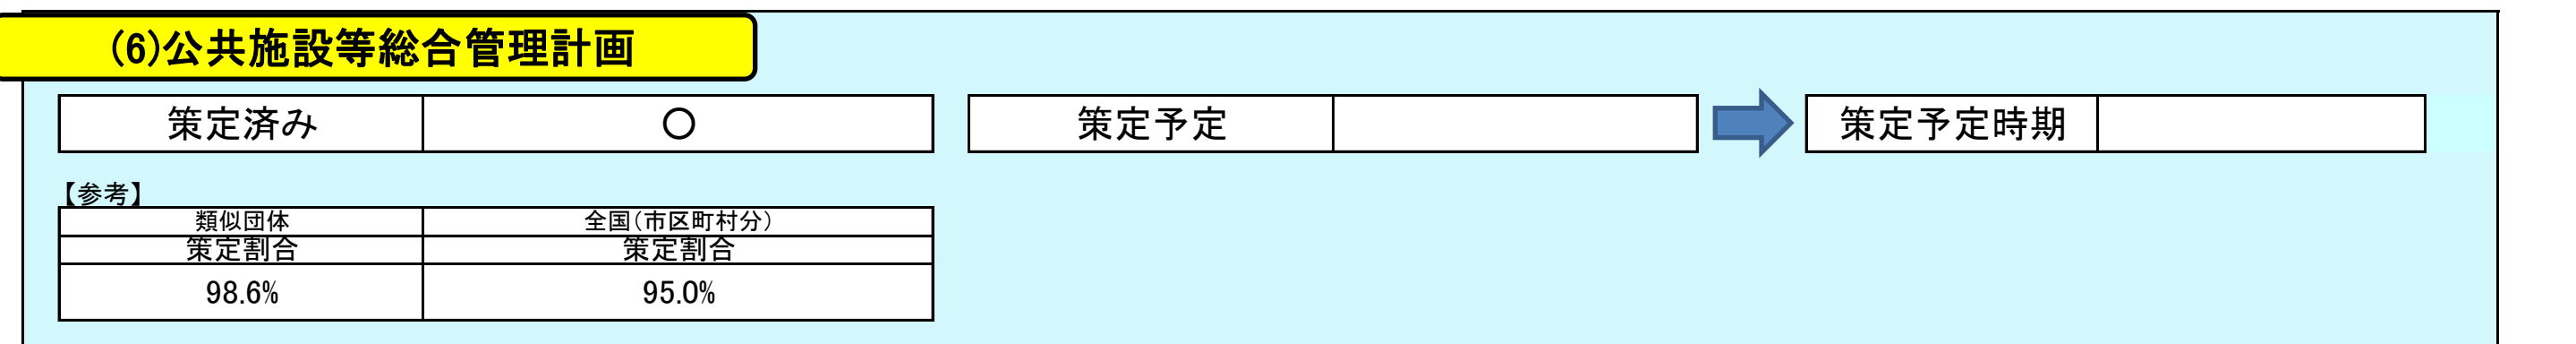 (6)公共施設等総合管理計画
策定済み 〇 策定予定 策定予定時期
【参考】
類似団体 全国(市区町村分)
策定割合 策定割合
98.6% 95.0%